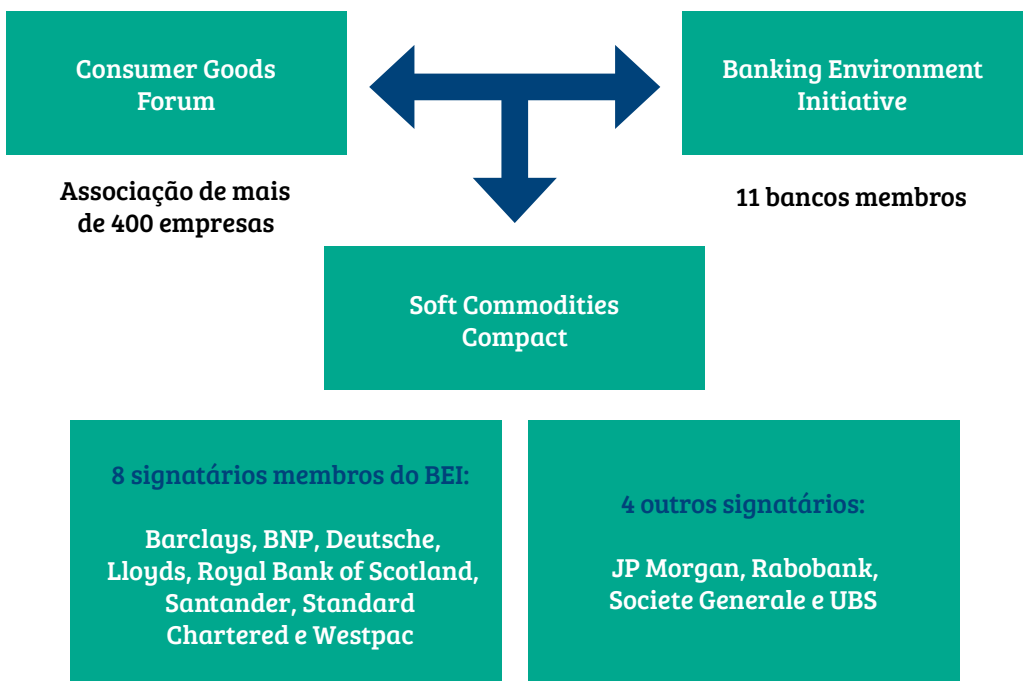 Consumer Goods
Forum
Banking Environment
Initiative
Associação de mais
de 400 empresas
11 bancos membros
Soft Commodities
Compact
8 signatários membros do BEI:
Barclays, BNP, Deutsche,
Lloyds, Royal Bank of Scotland,
Santander, Standard
Chartered e Westpac
4 outros signatários:
JP Morgan, Rabobank,
Societe Generale e UBS